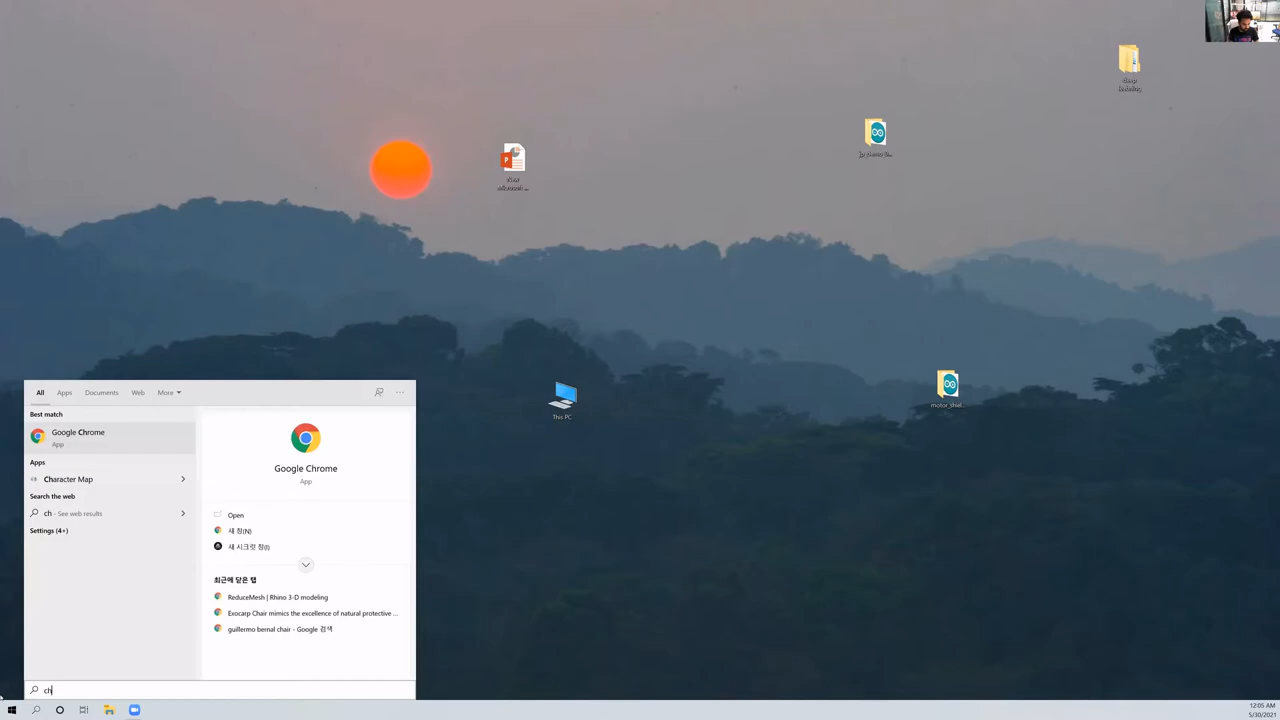 deep
New
Microsoft ...
This PC
All
Apps
Documents
Web
More
...
Best match
Google Chrome
App
Apps
Character Map
Search the web
ch - See web results
Settings (4+)
ch
Google Chrome
App
Open
새 창(N)
새 시크릿 창(I)
최근에 닫은 탭
ReduceMesh | Rhino 3-D modeling
Exocarp Chair mimics the excellence of natural protective ...
guillermo bernal chair - Google 검색
12:05 AM
5/30/2021